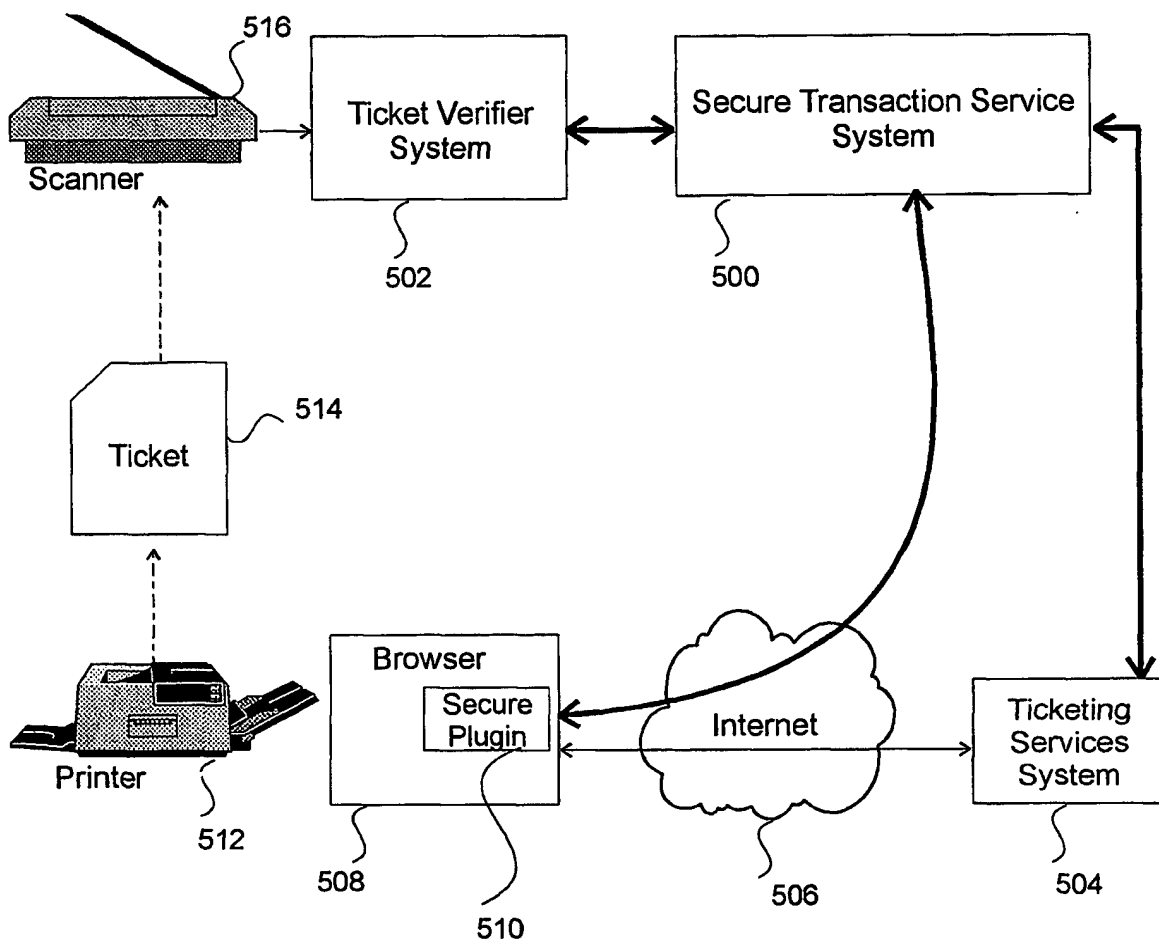 516
Ticket Verifier
System
Secure Transaction Service
System
Scanner
502
500
514
Ticket
Browser
Secure
Plugin
Internet
Ticketing
Services
System
Printer
512
508
510
506
504